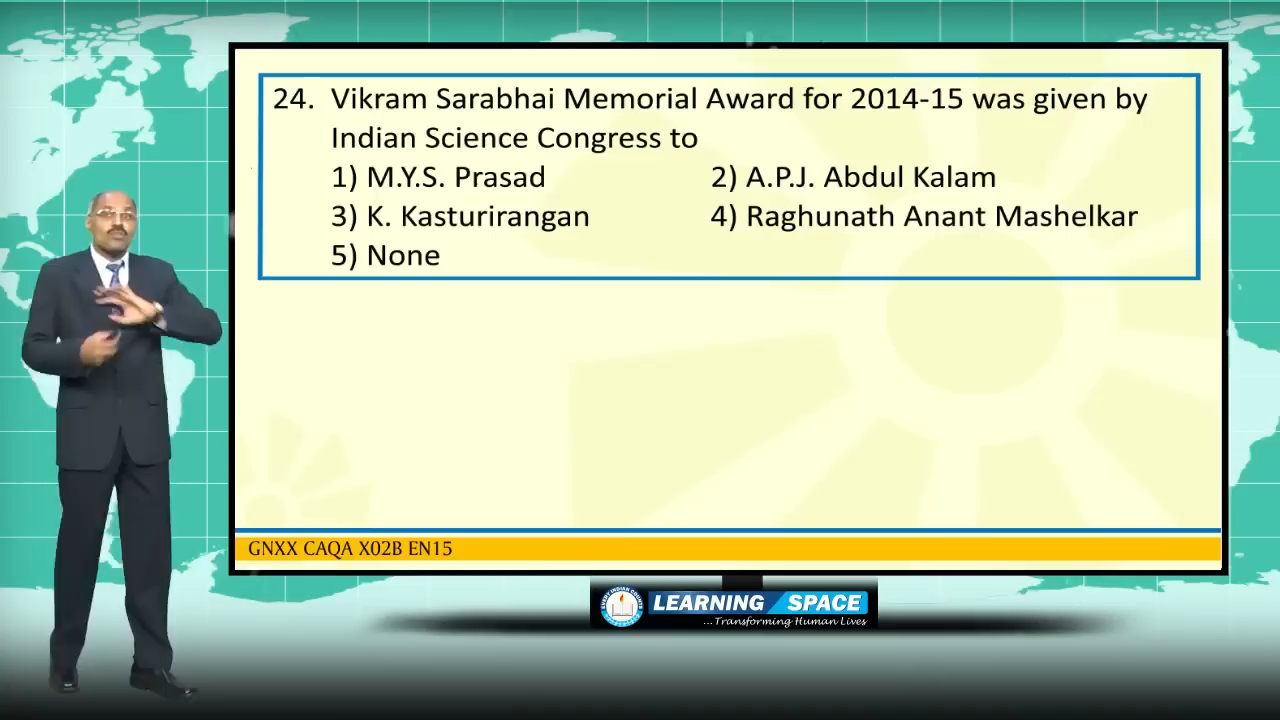 24. Vikram Sarabhai Memorial Award for 2014-15 was given by
Indian Science Congress to
1) M.Y.S. Prasad 2) A.P.J. Abdul Kalam
3) K. Kasturirangan 4) Raghunath Anant Mashelkar
5) None
GNXX CAQA X02B EN15
LEARNING SPACE
...Transforming Human Lives